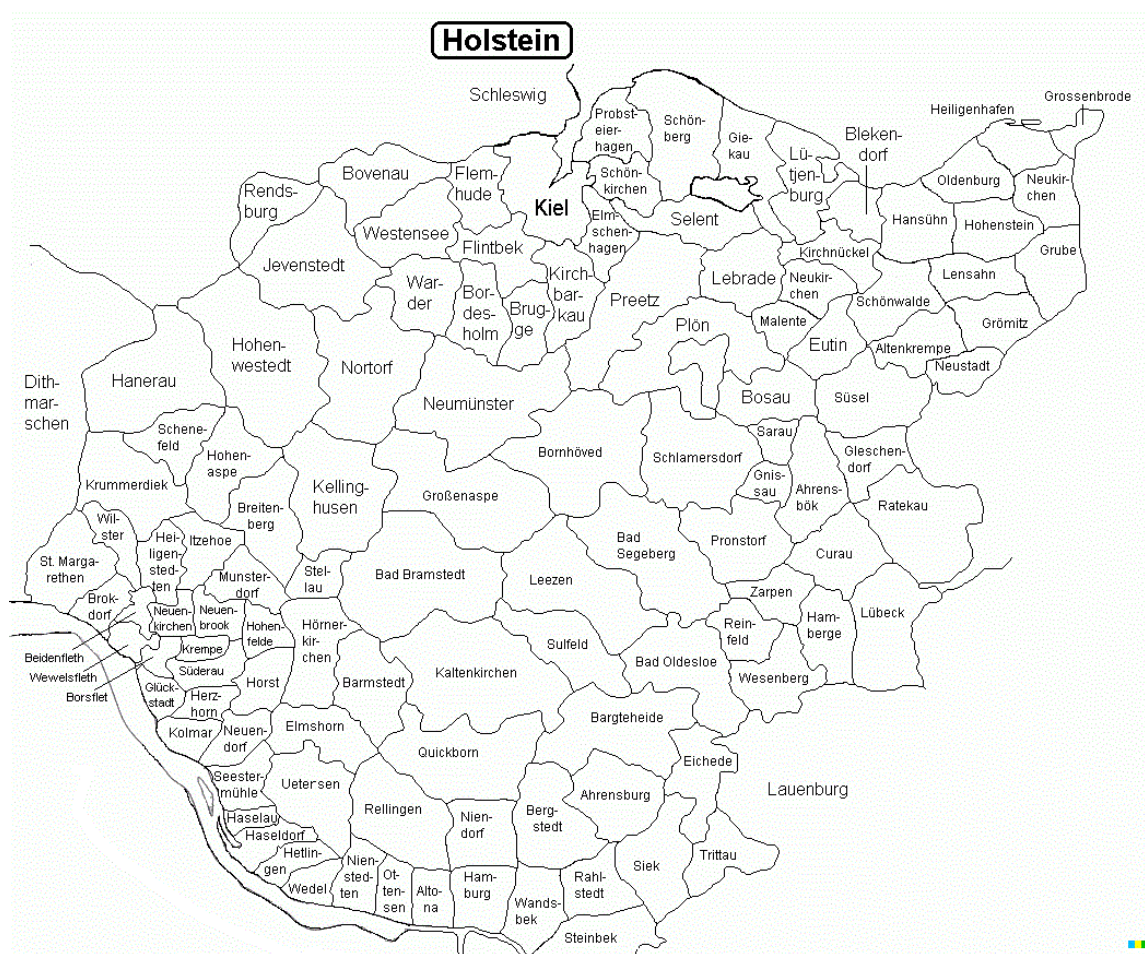 Holstein
Schleswig
Grossenbrode
Heiligenhafen
Probst-
eier-
hagen
Schön-
berg
Gie-
kau
Bleken-
dorf
Lü-
tjen-
burg
Bovenau
Flem-
hude
Schön-
kirchen
Oldenburg
Neukir-
chen
Rends-
burg
Kiel
Elm-
schen-
hagen
Selent
Hansühn
Hohenstein
Westensee
Flintbek
Kirchnückel
Grube
Jevenstedt
War-
der
Bor-
des-
holm
Brug-
ge
Kirch-
bar-
kau
Preetz
Lebrade
Neukir-
chen
Lensahn
Schönwalde
Plön
Malente
Eutin
Grömitz
Altenkrempe
Neustadt
Hohen-
westedt
Nortorf
Hanerau
Dith-
mar-
schen
Neumünster
Bosau
Süsel
Schene-
feld
Hohen-
aspe
Bornhöved
Schlamersdorf
Sarau
Gleschen-
dorf
Krummerdiek
Kelling-
husen
Großenaspe
Gnis-
sau
Ahrens-
bök
Ratekau
Breiten-
berg
Wil-
ster
Hei-
ligen-
sted-
ten
Itzehoe
Bad
Segeberg
Pronstorf
Curau
St. Marga-
rethen
Munster-
dorf
Stel-
lau
Bad Bramstedt
Leezen
Brok-
dorf
Neuen-
kirchen
Neuen-
brook
Hohen-
felde
Hörner-
kir-
chen
Zarpen
Rein-
feld
Ham-
berge
Lübeck
Beidenfleth
Wewelsfleth
Borsflet
Krempe
Süderau
Sulfeld
Bad Oldesloe
Wesenberg
Glück-
stadt
Herz-
horn
Horst
Barmstedt
Kaltenkirchen
Kolmar
Neuen-
dorf
Elmshorn
Bargteheide
Quickborn
Eichede
Seester-
mühle
Uetersen
Lauenburg
Ahrensburg
Haselau
Rellingen
Nien-
dorf
Berg-
stedt
Haseldorf
Hetlin-
gen
Nien-
sted-
ten
Siek
Trittau
Wedel
Ot-
ten-
sen
Alto-
na
Ham-
burg
Rahl-
stedt
Wands-
bek
Steinbek